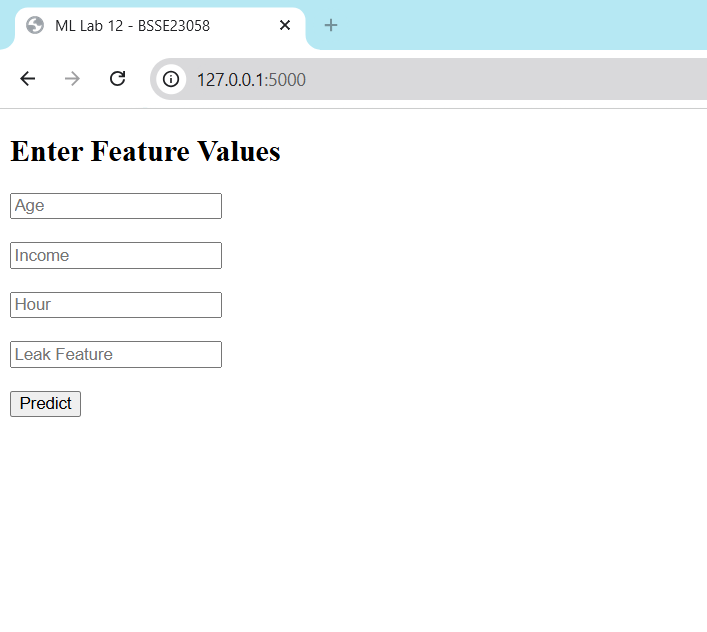 ML Lab 12 - BSSE23058
127.0.0.1:5000
Enter Feature Values
Age
Income
Hour
Leak Feature
Predict